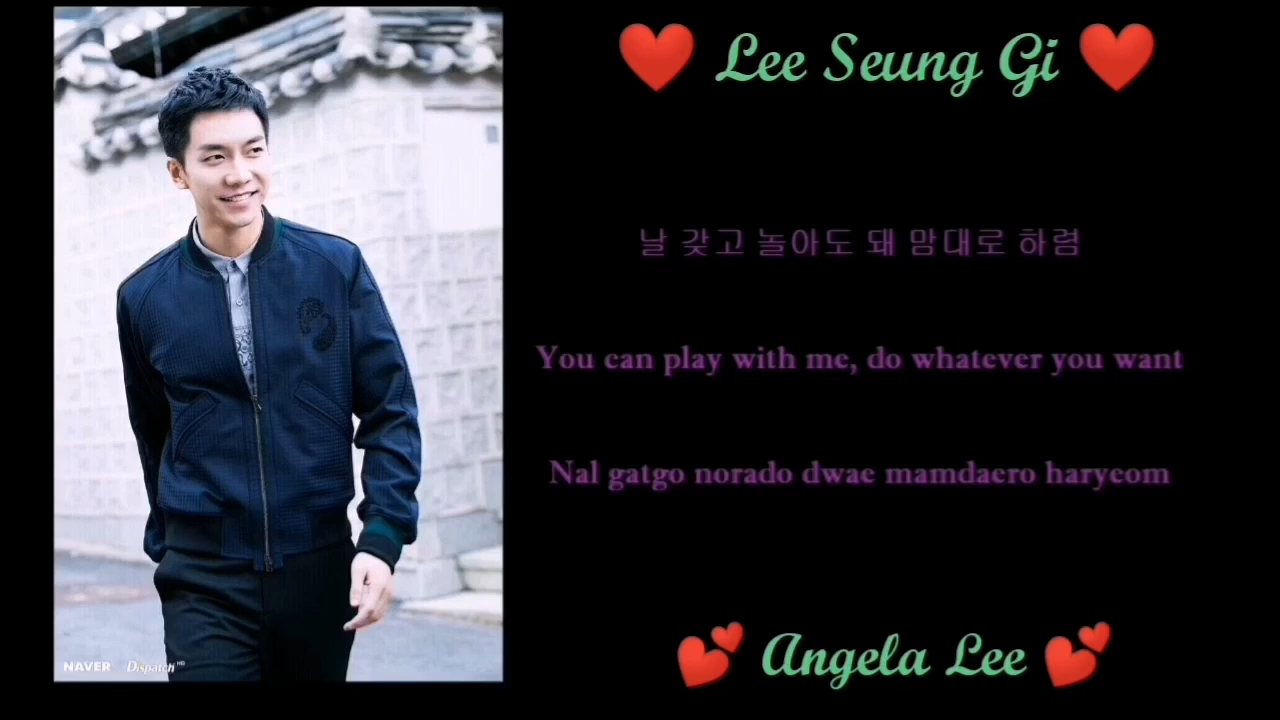 ❤️ Lee Seung Gi ❤️
날 갖고 놀아도 돼 맘대로 하렴
You can play with me, do whatever you want
Nal gatgo norado dwae mamdaero haryeom
💕 Angela Lee 💕
NAVER Dispatch HD